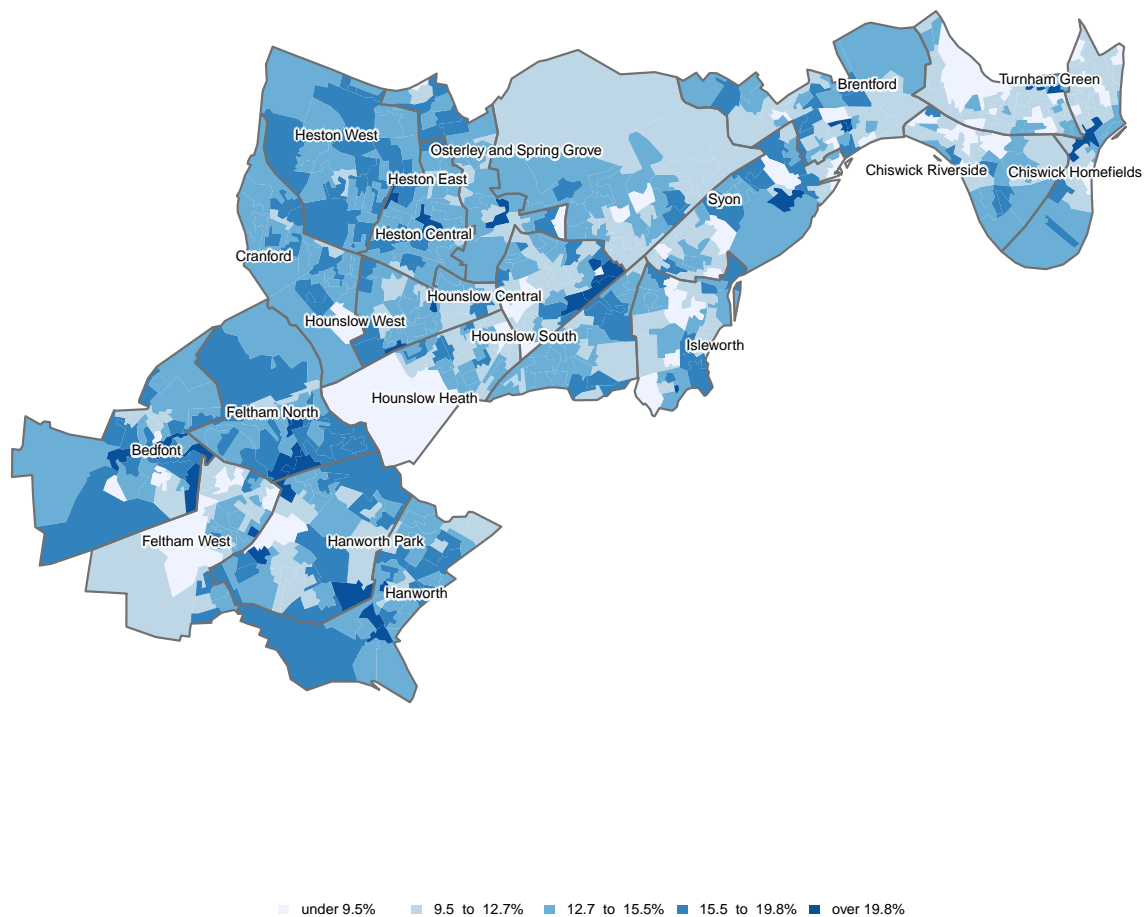 Turnham Green
Brentford
Heston West
Osterley and Spring Grove
Chiswick Riverside
Chiswick Homefields
Heston East
Syon
Heston Central
Cranford
Hounslow Central
Hounslow West
Hounslow South
Isleworth
Hounslow Heath
Feltham North
Bedfont
Feltham West
Hanworth Park
Hanworth
under 9.5% 9.5 to 12.7% 12.7 to 15.5% 15.5 to 19.8% over 19.8%